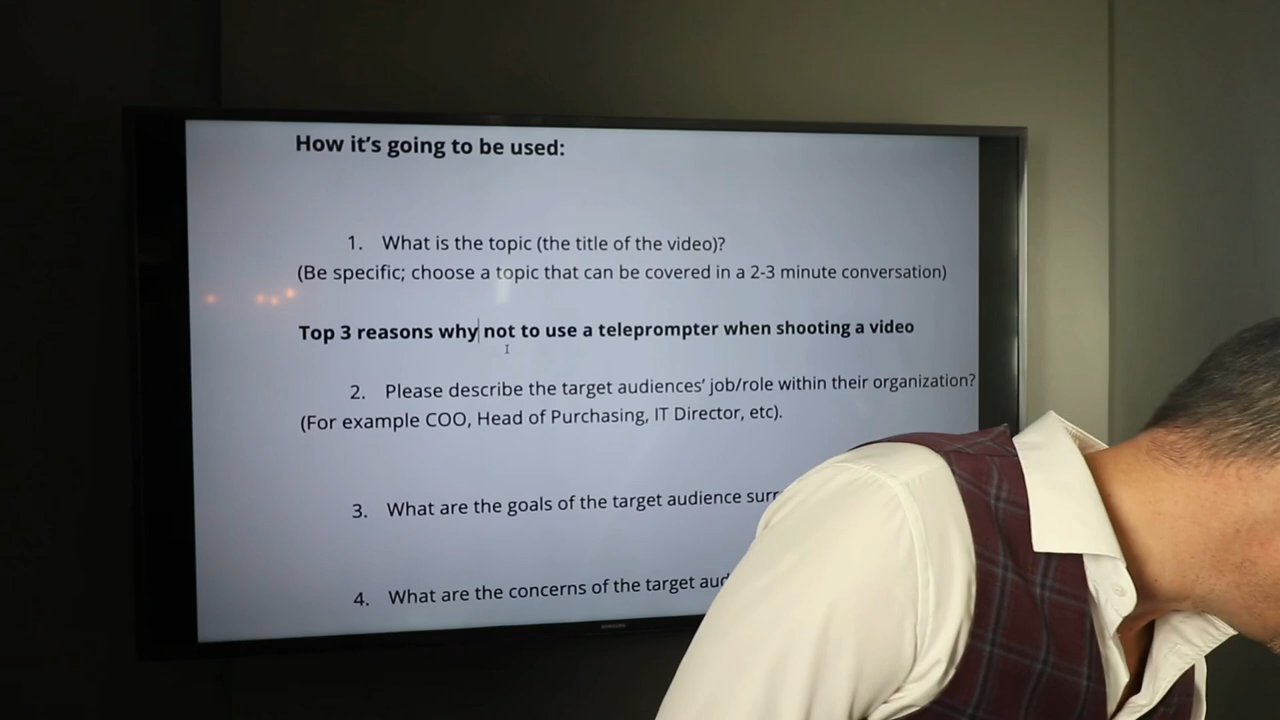 How it's going to be used:
1. What is the topic (the title of the video)?
(Be specific; choose a topic that can be covered in a 2-3 minute conversation)
Top 3 reasons why not to use a teleprompter when shooting a video
2. Please describe the target audiences' job/role within their organization?
(For example COO, Head of Purchasing, IT Director, etc).
3. What are the goals of the target audience
4. What are the concerns of the target
SAMSUNG